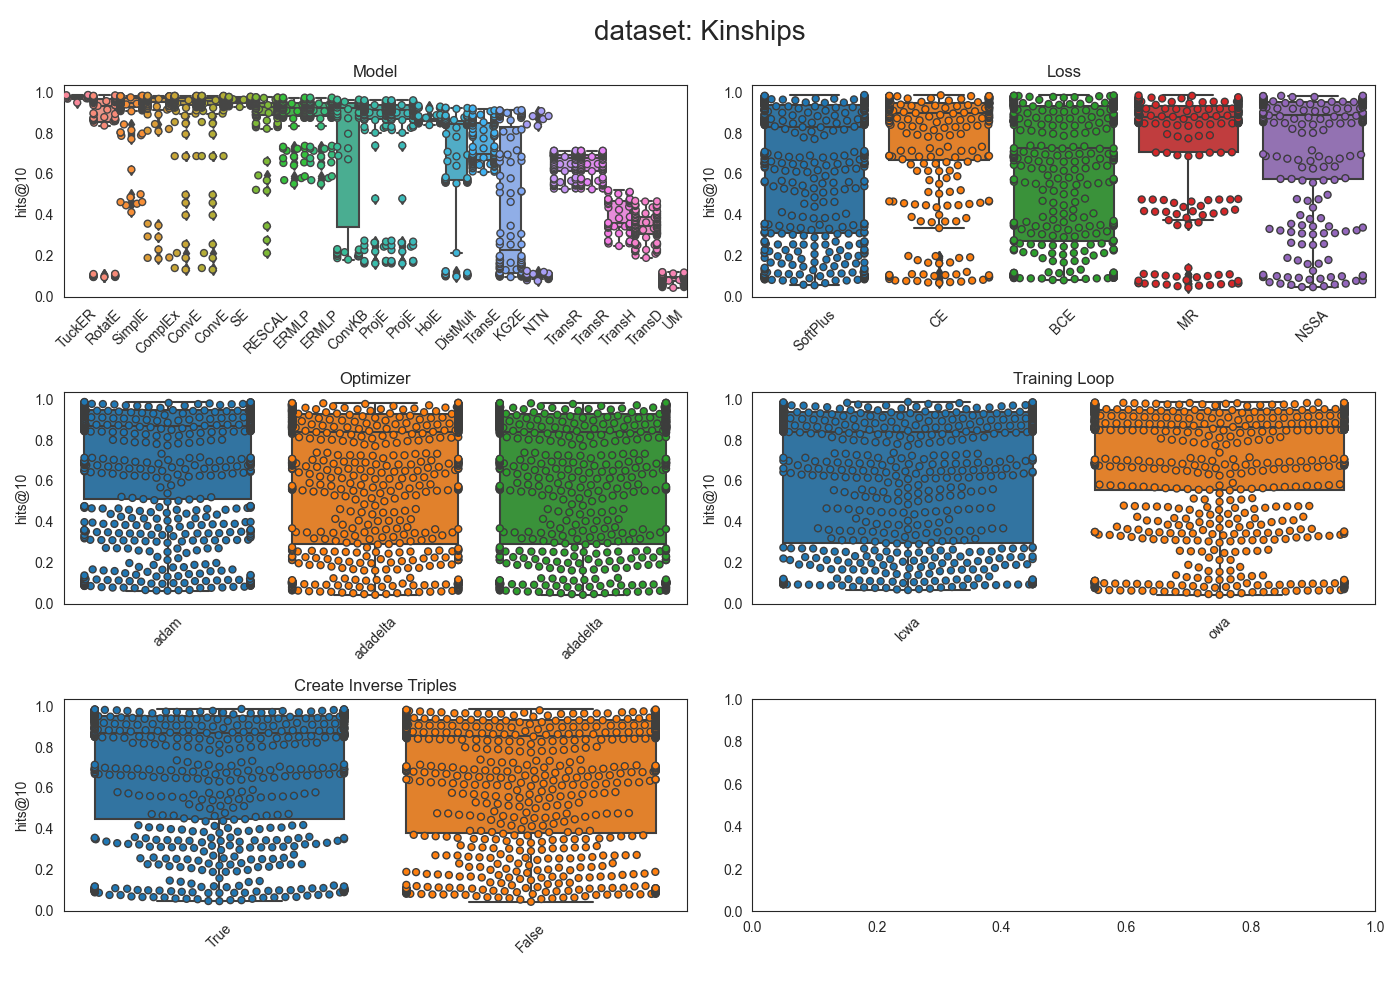 dataset: Kinships
Model
hits@10
1.0
0.8
0.6
0.4
0.2
0.0
TuckER
RotatE
SimplE
ComplEx
ConvE
ConvE
SE
RESCAL
ERMLP
ERMLP
ConvKB
ProjE
ProjE
HolE
DistMult
TransE
KG2E
NTN
TransR
TransR
TransH
TransD
UM
Loss
hits@10
1.0
0.8
0.6
0.4
0.2
0.0
SoftPlus
CE
BCE
MR
NSSA
Optimizer
hits@10
1.0
0.8
0.6
0.4
0.2
0.0
adam
adadelta
adadelta
Training Loop
hits@10
1.0
0.8
0.6
0.4
0.2
0.0
lcwa
owa
Create Inverse Triples
hits@10
1.0
0.8
0.6
0.4
0.2
0.0
True
False
1.0
0.8
0.6
0.4
0.2
0.0
0.0 0.2 0.4 0.6 0.8 1.0